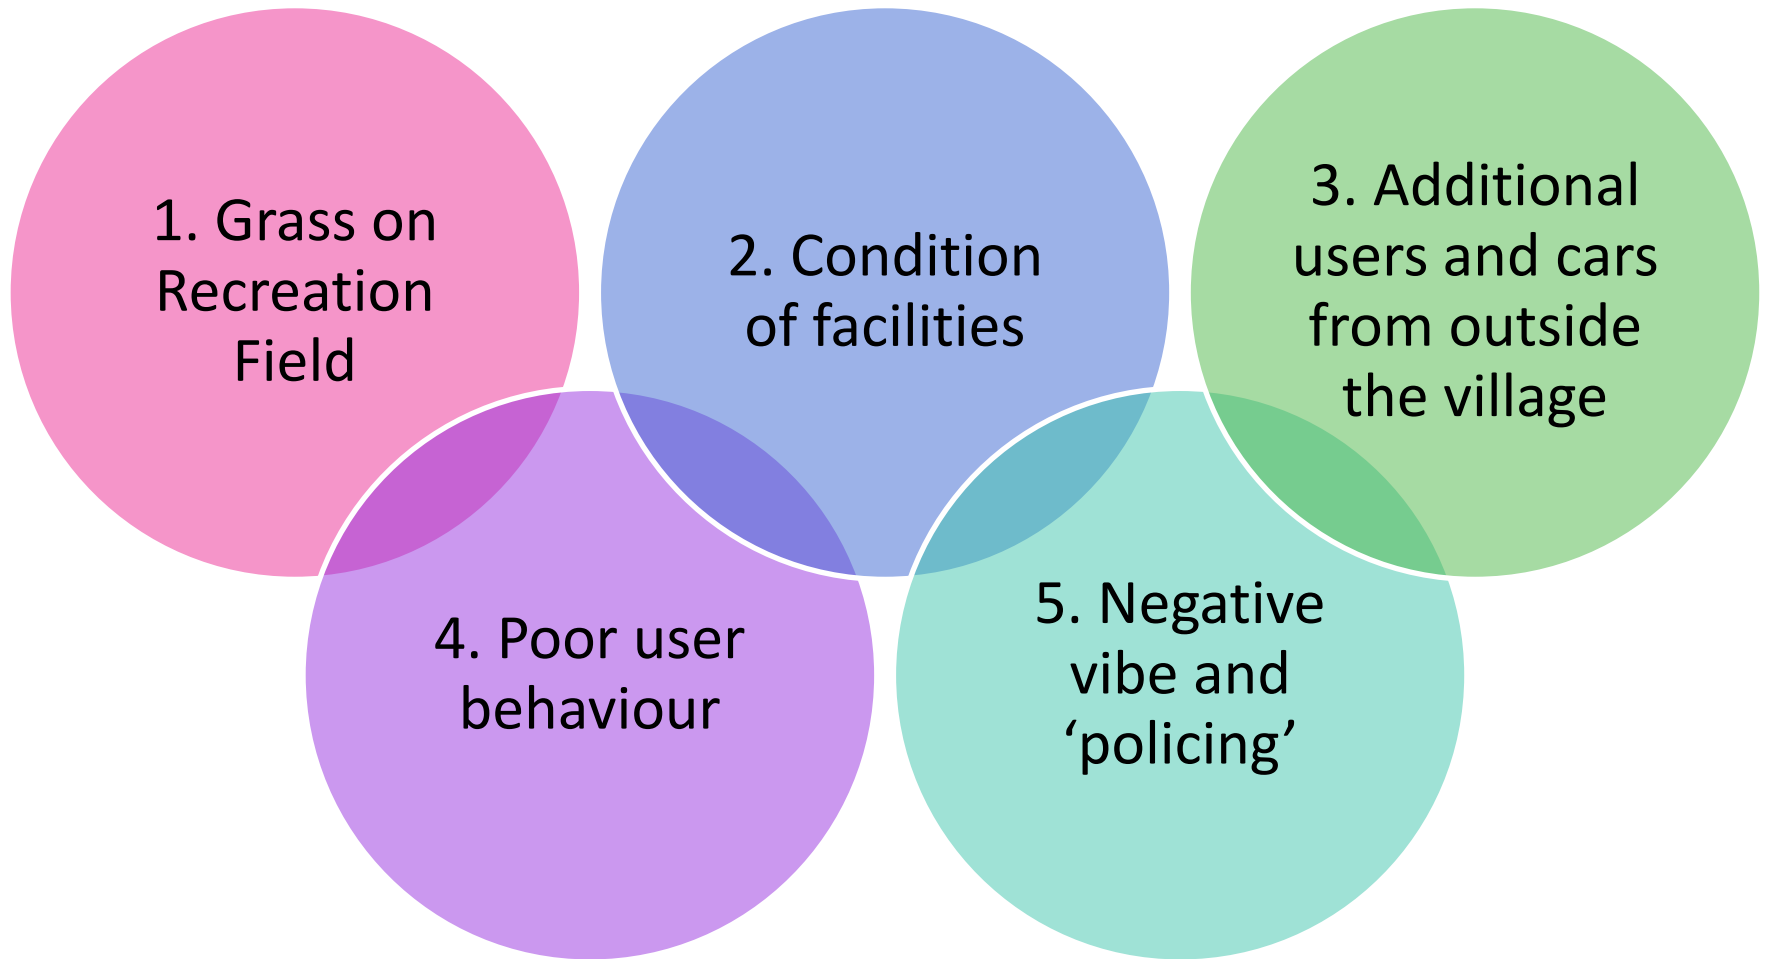 1. Grass on
Recreation
Field
2. Condition
of facilities
3. Additional
users and cars
from outside
the village
4. Poor user
behaviour
5. Negative
vibe and
‘policing’